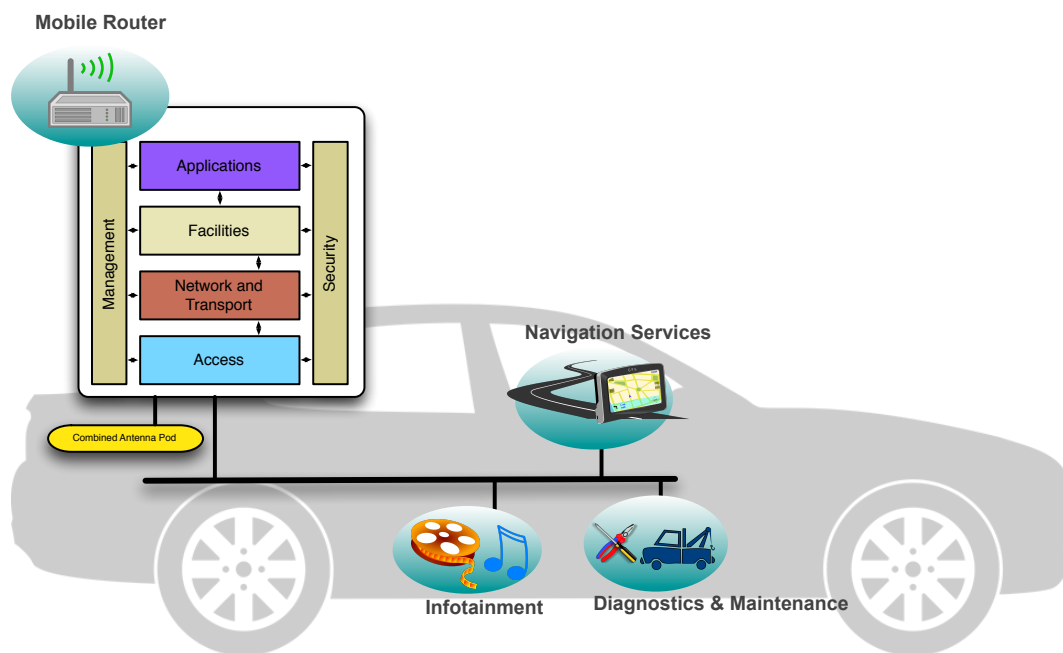 Mobile Router
Applications
Facilities
Network and
Transport
Access
Management
Security
Combined Antenna Pod
Navigation Services
Infotainment
Diagnostics & Maintenance